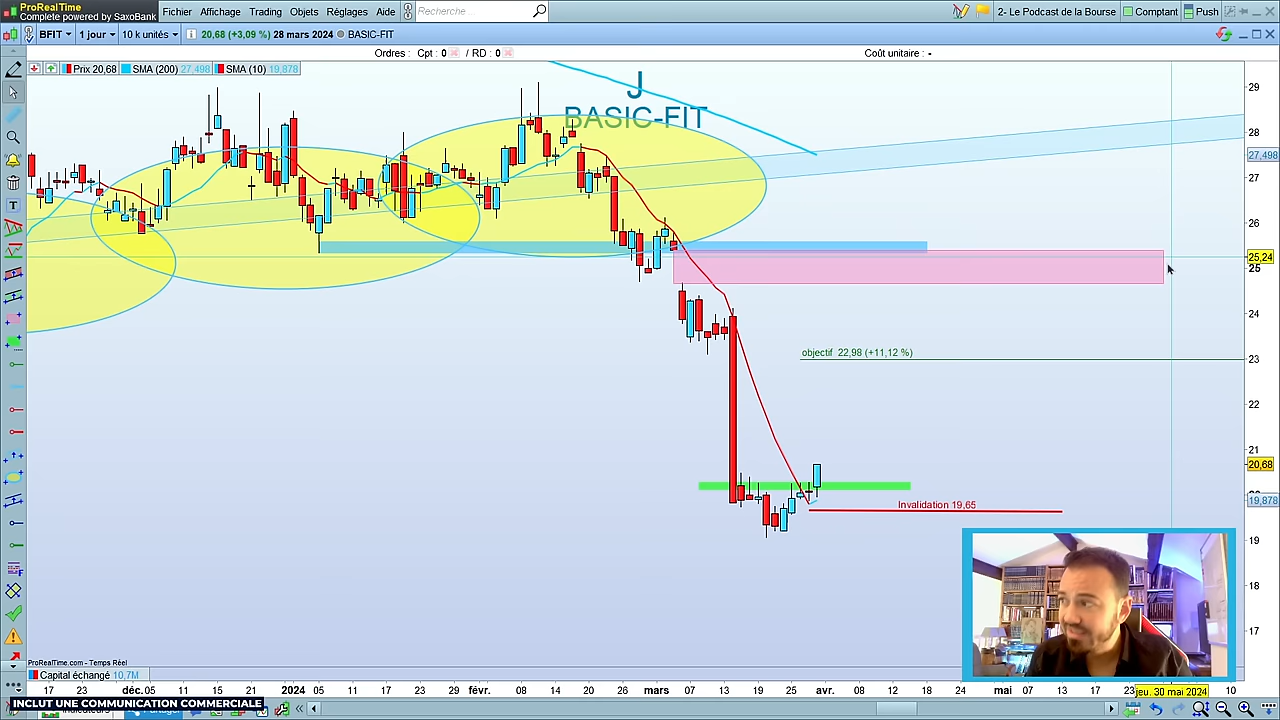 ProRealTime
Complete powered by SaxoBank
Fichier Affichage Trading Objets Réglages Aide Recherche 2- Le Podcast de la Bourse Comptant Push
BFIT 1 jour 10 k unités 20,68 (+3,09 %) 28 mars 2024 BASIC-FIT
Ordres : Cpt : 0 / RD : 0 Coût unitaire : -
Prix 20,68 SMA (200) 27,498 SMA (10) 19,878
J
BASIC-FIT
29
28
27,498
27
26
25,24
25
24
objectif 22,98 (+11,12 %)
23
22
21
20,68
19,878
Invalidation 19,65
19
18
17
ProRealTime.com - Temps Réel
Capital échangé 10,7M
17 23 déc. 05 11 15 21 2024 05 11 17 23 29 févr. 08 14 20 26 mars 07 13 19 25 avr. 08 12 18 24 mai 07 13 17 23 jeu. 30 mai 2024 10
INCLUT UNE COMMUNICATION COMMERCIALE